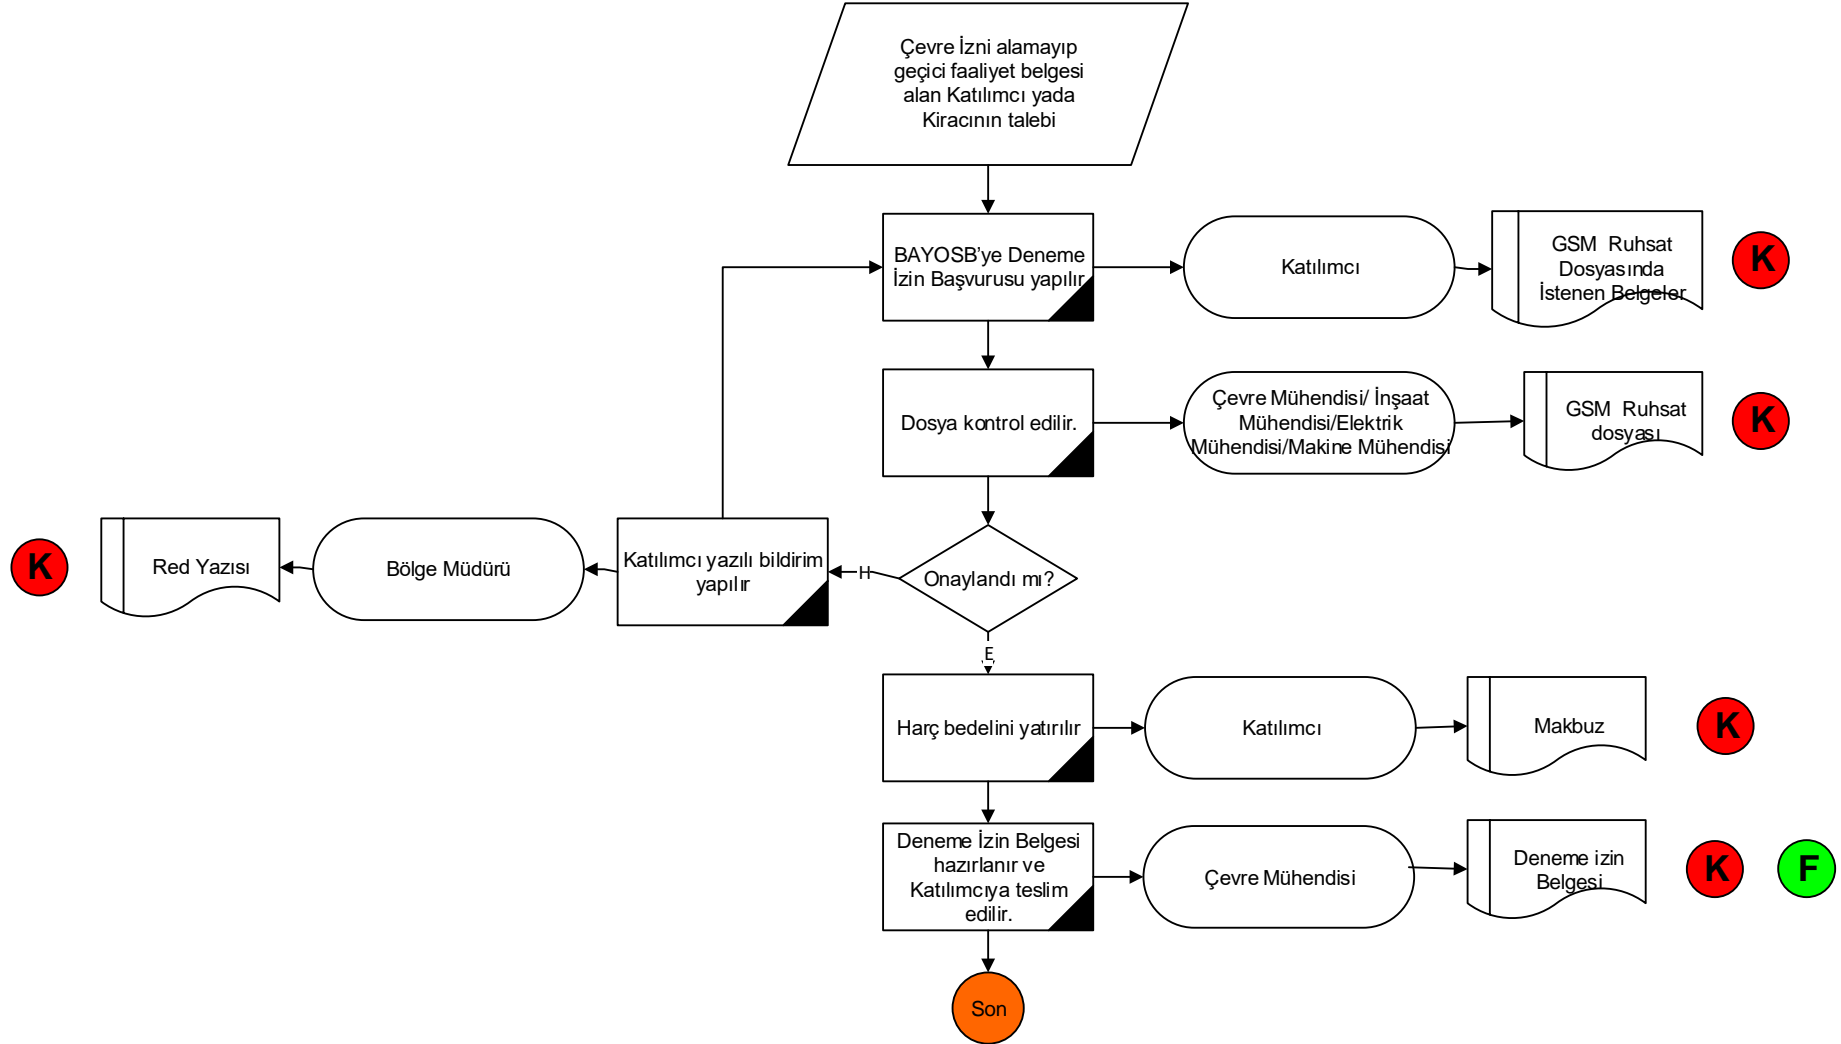 Çevre İzni alamayıp
geçici faaliyet belgesi
alan Katılımcı yada
Kiracının talebi
BAYOSB’ye Deneme
İzin Başvurusu yapılır
Katılımcı
GSM Ruhsat
Dosyasında
İstenen Belgeler
K
Dosya kontrol edilir.
Çevre Mühendisi/ İnşaat
Mühendisi/Elektrik
Mühendisi/Makine Mühendisi
GSM Ruhsat
dosyası
K
K
Red Yazısı
Bölge Müdürü
Katılımcı yazılı bildirim
yapılır
H
Onaylandı mı?
E
Harç bedelini yatırılır
Katılımcı
Makbuz
K
Deneme İzin Belgesi
hazırlanır ve
Katılımcıya teslim
edilir.
Çevre Mühendisi
Deneme izin
Belgesi
K
F
Son